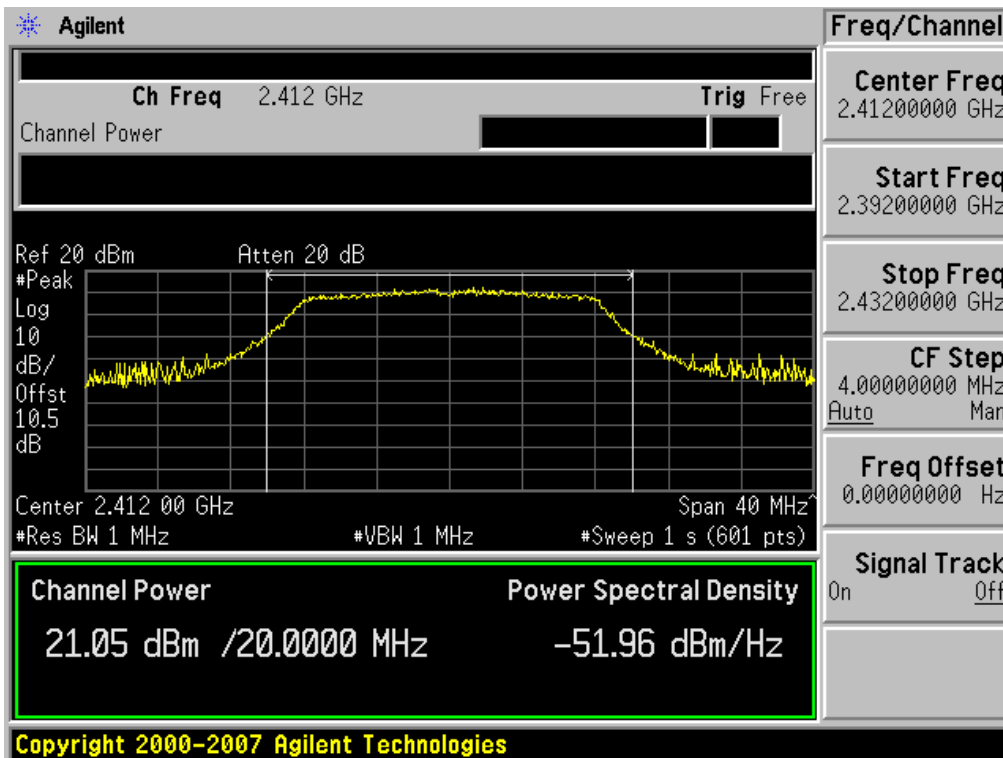 Agilent
Ch Freq 2.412 GHz Trig Free
Channel Power
Ref 20 dBm Atten 20 dB
#Peak
Log
10
dB/
Offst
10.5
dB
Center 2.412 00 GHz Span 40 MHz^
#Res BW 1 MHz #VBW 1 MHz #Sweep 1 s (601 pts)
Channel Power Power Spectral Density
21.05 dBm /20.0000 MHz -51.96 dBm/Hz
Copyright 2000-2007 Agilent Technologies
Freq/Channel
Center Freq
2.41200000 GHz
Start Freq
2.39200000 GHz
Stop Freq
2.43200000 GHz
CF Step
4.00000000 MHz
Auto Man
Freq Offset
0.00000000 Hz
Signal Track
On Off